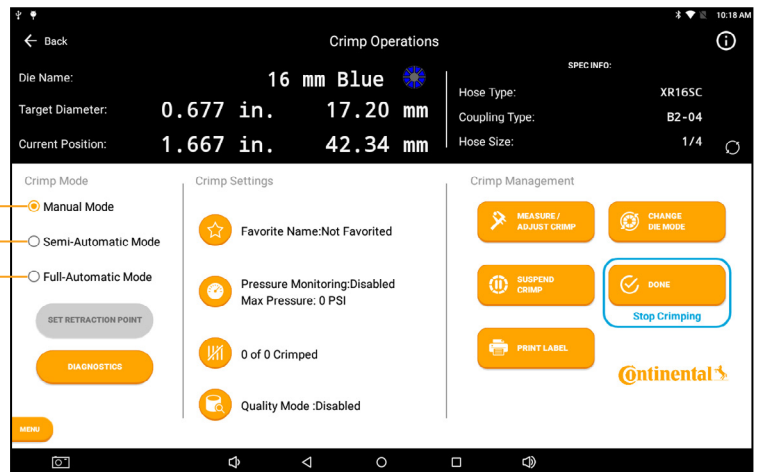 10:18 AM
Back
Crimp Operations
Die Name:
16 mm Blue
Target Diameter:
0.677 in.
17.20 mm
Current Position:
1.667 in.
42.34 mm
SPEC INFO:
Hose Type:
XR16SC
Coupling Type:
B2-04
Hose Size:
1/4
Crimp Mode
Manual Mode
Semi-Automatic Mode
Full-Automatic Mode
SET RETRACTION POINT
DIAGNOSTICS
MENU
Crimp Settings
Favorite Name:Not Favorited
Pressure Monitoring:Disabled
Max Pressure: 0 PSI
0 of 0 Crimped
Quality Mode :Disabled
Crimp Management
MEASURE /
ADJUST CRIMP
CHANGE
DIE MODE
SUSPEND
CRIMP
DONE
Stop Crimping
PRINT LABEL
Continental